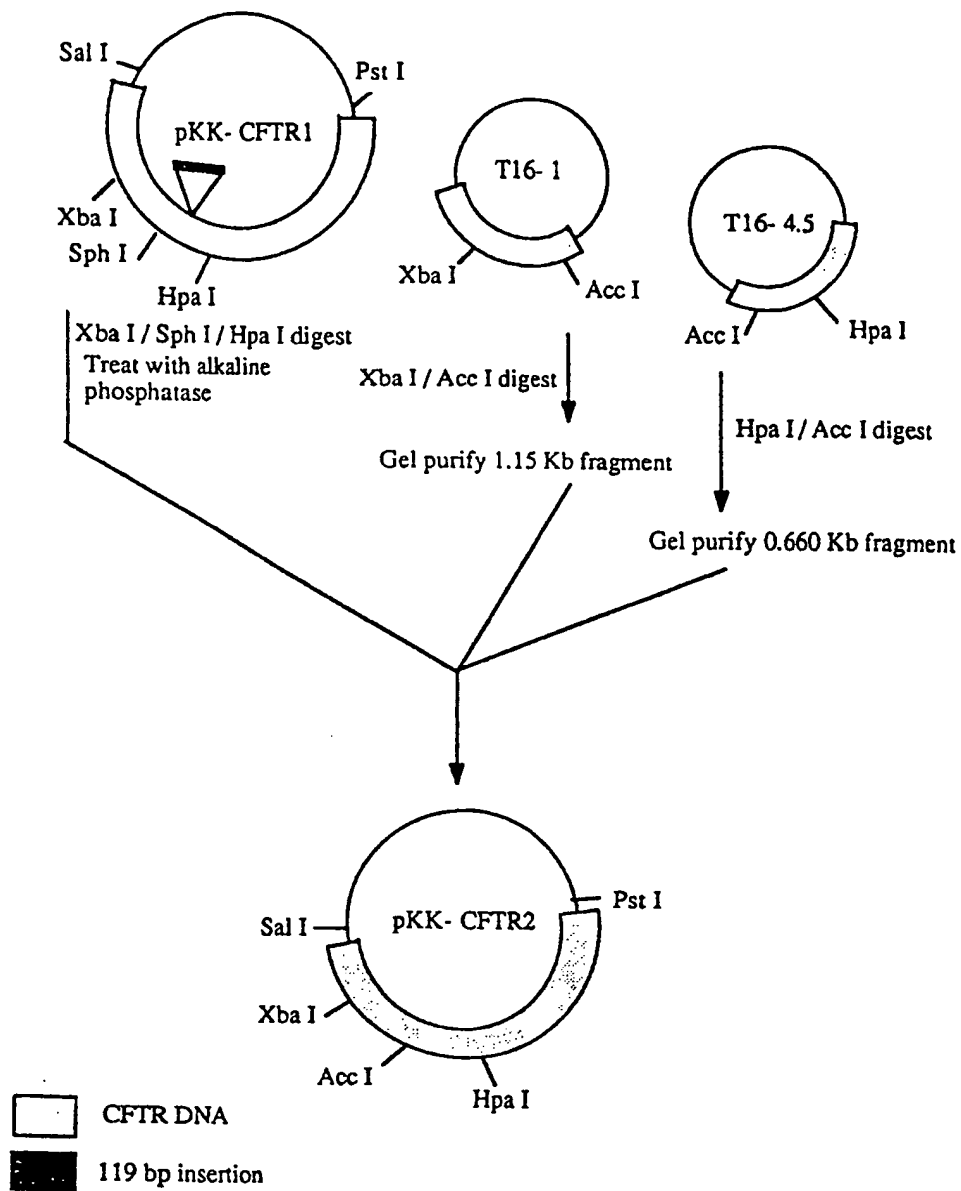 Sal I
Pst I
pKK- CFTR1
Xba I
Sph I
Hpa I
T16- 1
Xba I
Acc I
T16- 4.5
Acc I
Hpa I
Xba I / Sph I / Hpa I digest
Treat with alkaline
phosphatase
Xba I / Acc I digest
Gel purify 1.15 Kb fragment
Hpa I / Acc I digest
Gel purify 0.660 Kb fragment
Sal I
pKK- CFTR2
Pst I
Xba I
Acc I
Hpa I
CFTR DNA
119 bp insertion